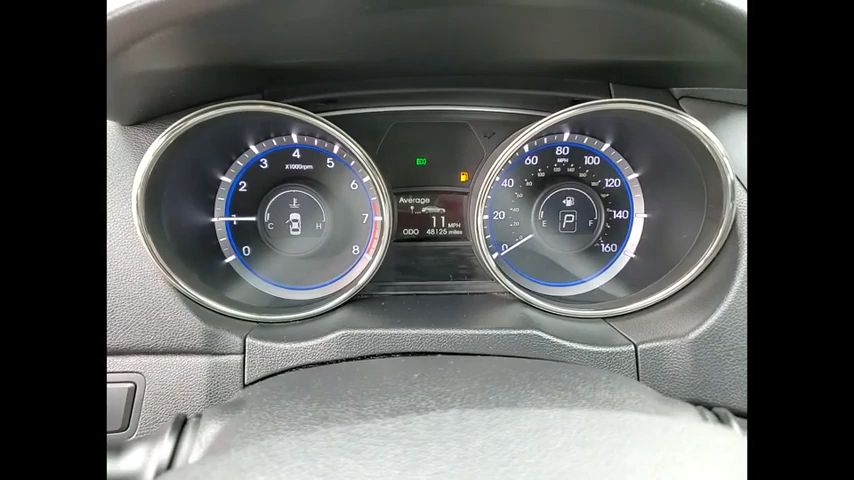 0 1 2 3 4 5 6 7 8
X1000rpm
C H
ECO
Average
11 MPH
ODO 48125 miles
0 20 40 60 80 100 120 140 160
MPH
E F
P